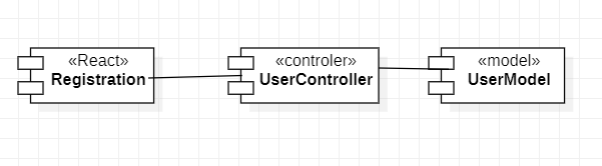 «React»
Registration
«controler»
UserController
«model»
UserModel